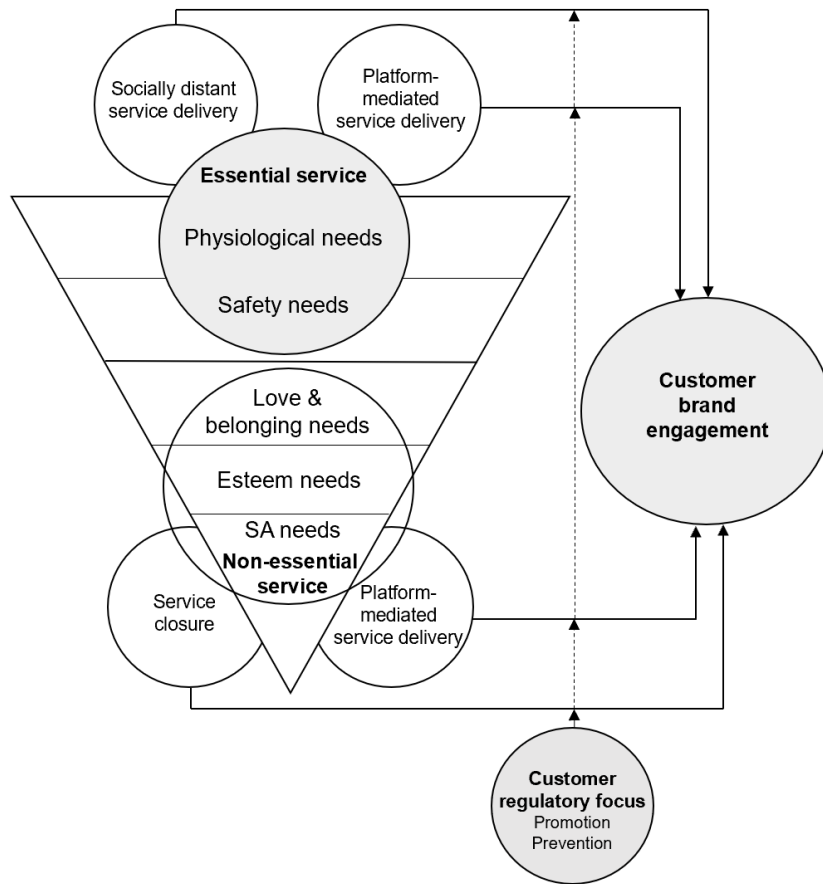 Socially distant
service delivery
Platform-
mediated
service delivery
Essential service
Physiological needs
Safety needs
Love &
belonging needs
Esteem needs
SA needs
Non-essential
service
Service
closure
Platform-
mediated
service delivery
Customer
brand
engagement
Customer
regulatory focus
Promotion
Prevention